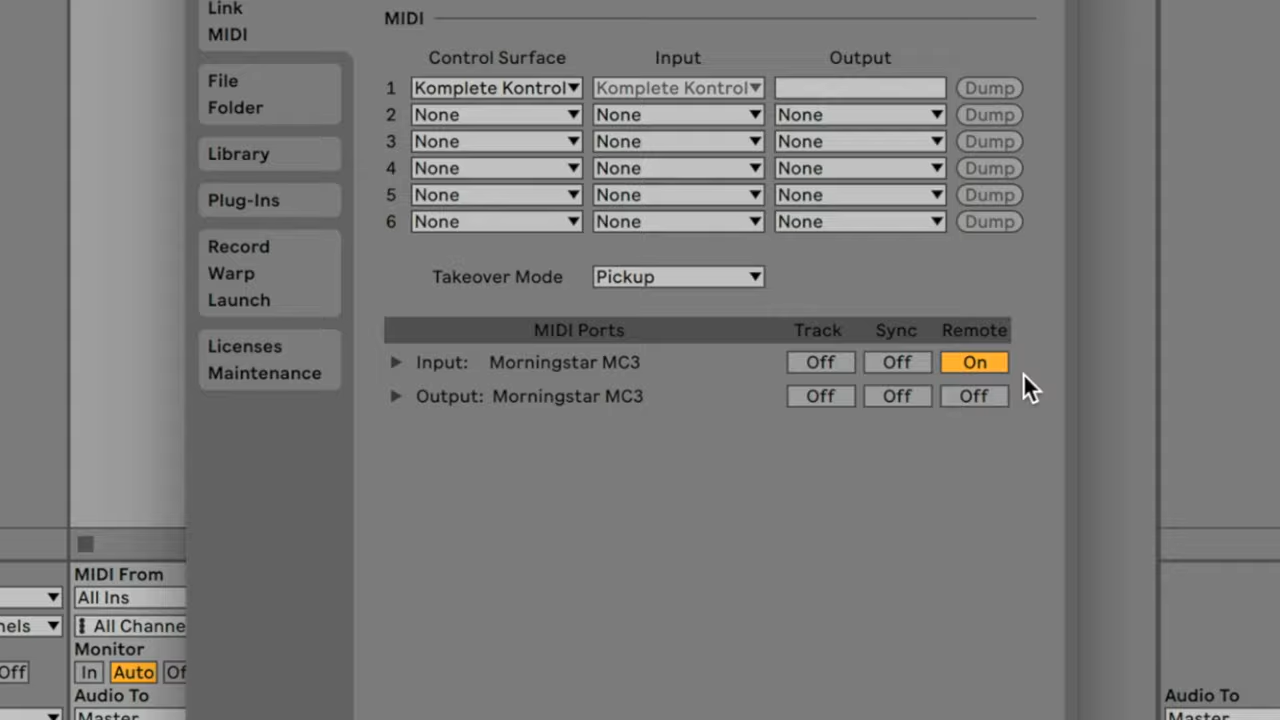 Link
MIDI
File
Folder
Library
Plug-Ins
Record
Warp
Launch
Licenses
Maintenance
MIDI
Control Surface Input Output
1 Komplete Kontrol Komplete Kontrol Dump
2 None None None Dump
3 None None None Dump
4 None None None Dump
5 None None None Dump
6 None None None Dump
Takeover Mode Pickup
MIDI Ports Track Sync Remote
Input: Morningstar MC3 Off Off On
Output: Morningstar MC3 Off Off Off
MIDI From
All Ins
nels All Channe
Monitor
Off In Auto Of
Audio To
Master
Audio To
Master